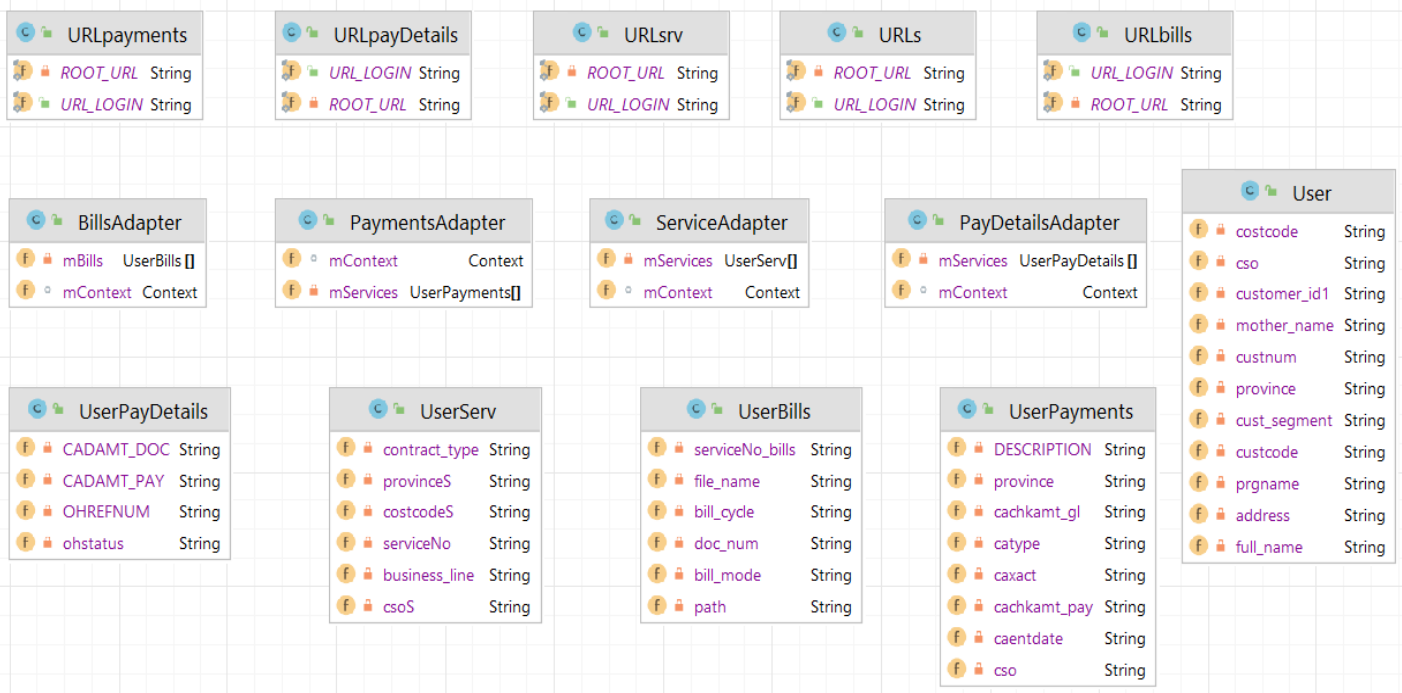 URLpayments
ROOT_URL String
URL_LOGIN String
URLpayDetails
URL_LOGIN String
ROOT_URL String
URLsrv
ROOT_URL String
URL_LOGIN String
URLs
ROOT_URL String
URL_LOGIN String
URLbills
URL_LOGIN String
ROOT_URL String
BillsAdapter
mBills UserBills[]
mContext Context
PaymentsAdapter
mContext Context
mServices UserPayments[]
ServiceAdapter
mServices UserServ[]
mContext Context
PayDetailsAdapter
mServices UserPayDetails[]
mContext Context
User
costcode String
cso String
customer_id1 String
mother_name String
custnum String
province String
cust_segment String
custcode String
prgname String
address String
full_name String
UserPayDetails
CADAMT_DOC String
CADAMT_PAY String
OHREFNUM String
ohstatus String
UserServ
contract_type String
provinceS String
costcodeS String
serviceNo String
business_line String
csoS String
UserBills
serviceNo_bills String
file_name String
bill_cycle String
doc_num String
bill_mode String
path String
UserPayments
DESCRIPTION String
province String
cachkamt_gl String
catype String
caxact String
cachkamt_pay String
caentdate String
cso String